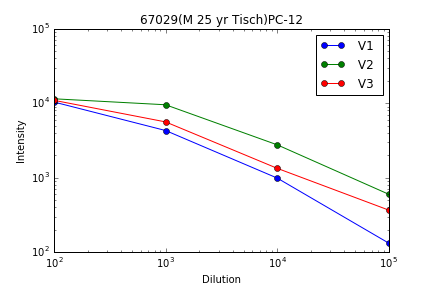 67029(M 25 yr Tisch)PC-12
10^5
10^4
10^3
10^2
Intensity
V1
V2
V3
10^2 10^3 10^4 10^5
Dilution